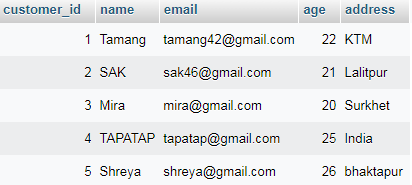 customer_id name email age address
1 Tamang tamang42@gmail.com 22 KTM
2 SAK sak46@gmail.com 21 Lalitpur
3 Mira mira@gmail.com 20 Surkhet
4 TAPATAP tapatap@gmail.com 25 India
5 Shreya shreya@gmail.com 26 bhaktapur